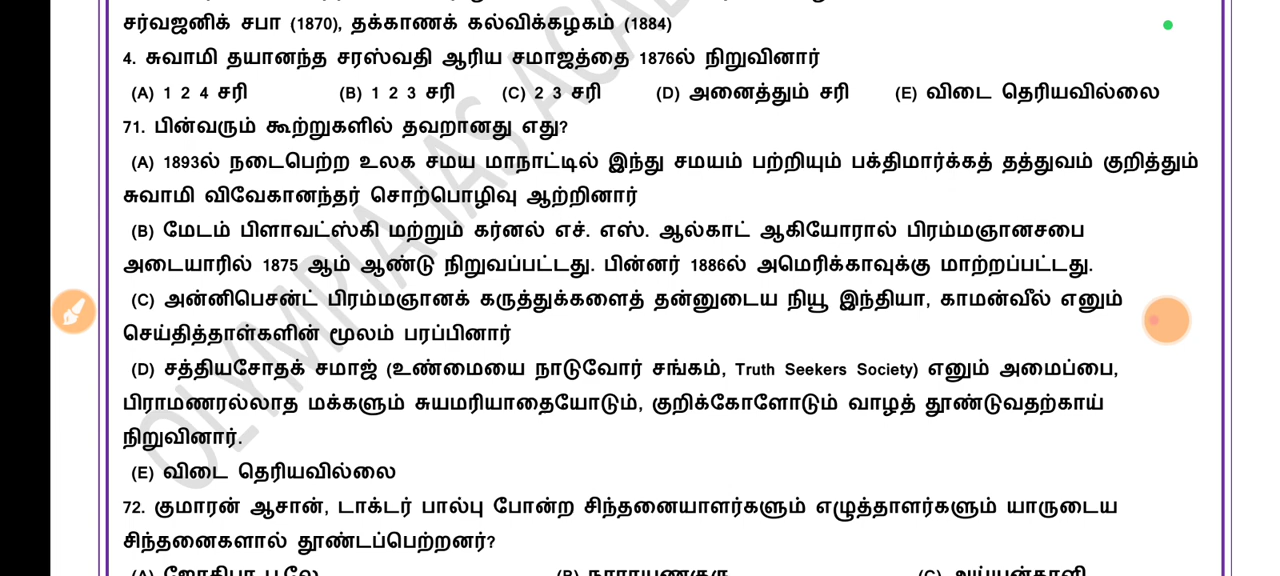 சர்வஜனிக் சபா (1870), தக்காணக் கல்விக்கழகம் (1884)
4. சுவாமி தயானந்த சரஸ்வதி ஆரிய சமாஜத்தை 1876ல் நிறுவினார்
(A) 1 2 4 சரி (B) 1 2 3 சரி (C) 2 3 சரி (D) அனைத்தும் சரி (E) விடை தெரியவில்லை
71. பின்வரும் கூற்றுகளில் தவறானது எது?
(A) 1893ல் நடைபெற்ற உலக சமய மாநாட்டில் இந்து சமயம் பற்றியும் பக்திமார்க்கத் தத்துவம் குறித்தும்
சுவாமி விவேகானந்தர் சொற்பொழிவு ஆற்றினார்
(B) மேடம் பிளாவட்ஸ்கி மற்றும் கர்னல் எச். எஸ். ஆல்காட் ஆகியோரால் பிரம்மஞானசபை
அடையாரில் 1875 ஆம் ஆண்டு நிறுவப்பட்டது. பின்னர் 1886ல் அமெரிக்காவுக்கு மாற்றப்பட்டது.
(C) அன்னிபெசன்ட் பிரம்மஞானக் கருத்துக்களைத் தன்னுடைய நியூ இந்தியா, காமன்வீல் எனும்
செய்தித்தாள்களின் மூலம் பரப்பினார்
(D) சத்தியசோதக் சமாஜ் (உண்மையை நாடுவோர் சங்கம், Truth Seekers Society) எனும் அமைப்பை,
பிராமணரல்லாத மக்களும் சுயமரியாதையோடும், குறிக்கோளோடும் வாழத் தூண்டுவதற்காய்
நிறுவினார்.
(E) விடை தெரியவில்லை
72. குமாரன் ஆசான், டாக்டர் பால்பு போன்ற சிந்தனையாளர்களும் எழுத்தாளர்களும் யாருடைய
சிந்தனைகளால் தூண்டப்பெற்றனர்?
(A) ஜோதிபா பூலே (B) நாராயணகுரு (C) அய்யன்காளி
OLYMPIA IAS ACAD